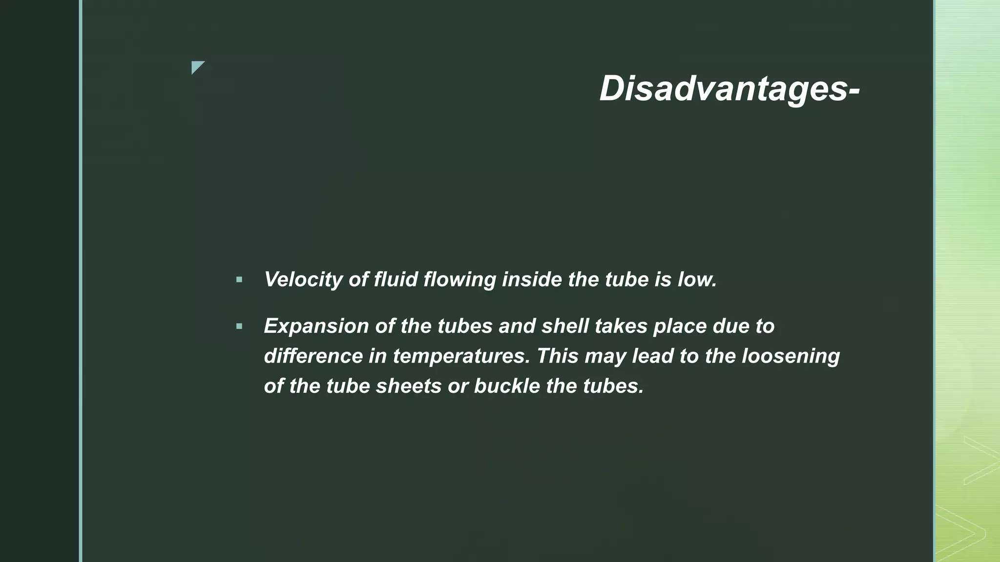 Disadvantages-
▪ Velocity of fluid flowing inside the tube is low.
▪ Expansion of the tubes and shell takes place due to
difference in temperatures. This may lead to the loosening
of the tube sheets or buckle the tubes.